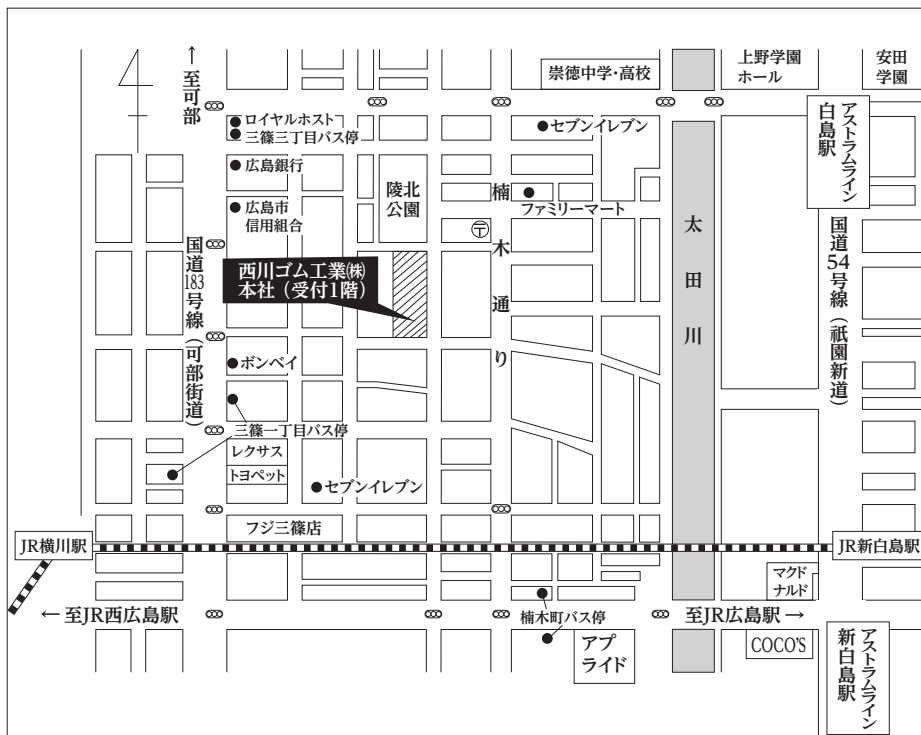 上野学園
ホール
安田
学園
崇徳中学・高校
↑至可部
ロイヤルホスト
三篠三丁目バス停
セブンイレブン
アストラムライン
白島駅
広島銀行
陵北
公園
楠木通り
ファミリーマート
広島市
信用組合
〒
太田川
国道54号線(祇園新道)
国道183号線(可部街道)
西川ゴム工業㈱
本社(受付1階)
ボンベイ
三篠一丁目バス停
レクサス
トヨペット
セブンイレブン
フジ三篠店
JR横川駅
JR新白島駅
マクド
ナルド
← 至JR西広島駅
楠木町バス停
至JR広島駅 →
アプ
ライド
COCO'S
アストラムライン
新白島駅